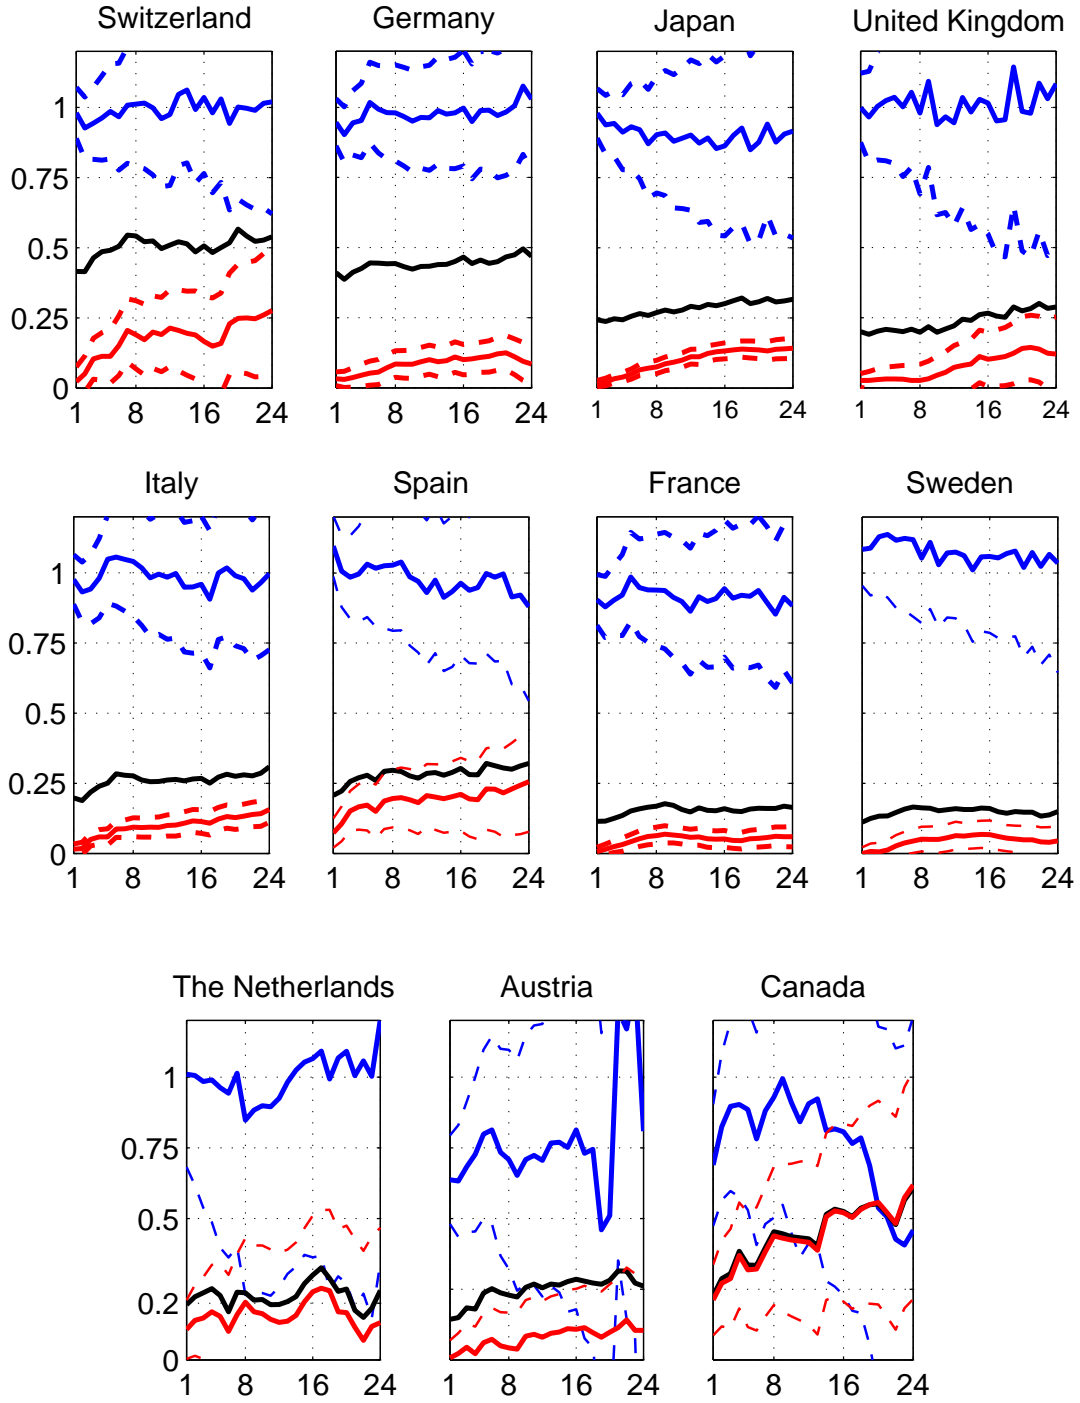 Switzerland Germany Japan United Kingdom
1
0.75
0.5
0.25
0
1 8 16 24 1 8 16 24 1 8 16 24 1 8 16 24
Italy Spain France Sweden
1
0.75
0.5
0.25
0
1 8 16 24 1 8 16 24 1 8 16 24 1 8 16 24
The Netherlands Austria Canada
1
0.75
0.5
0.2
0
1 8 16 24 1 8 16 24 1 8 16 24